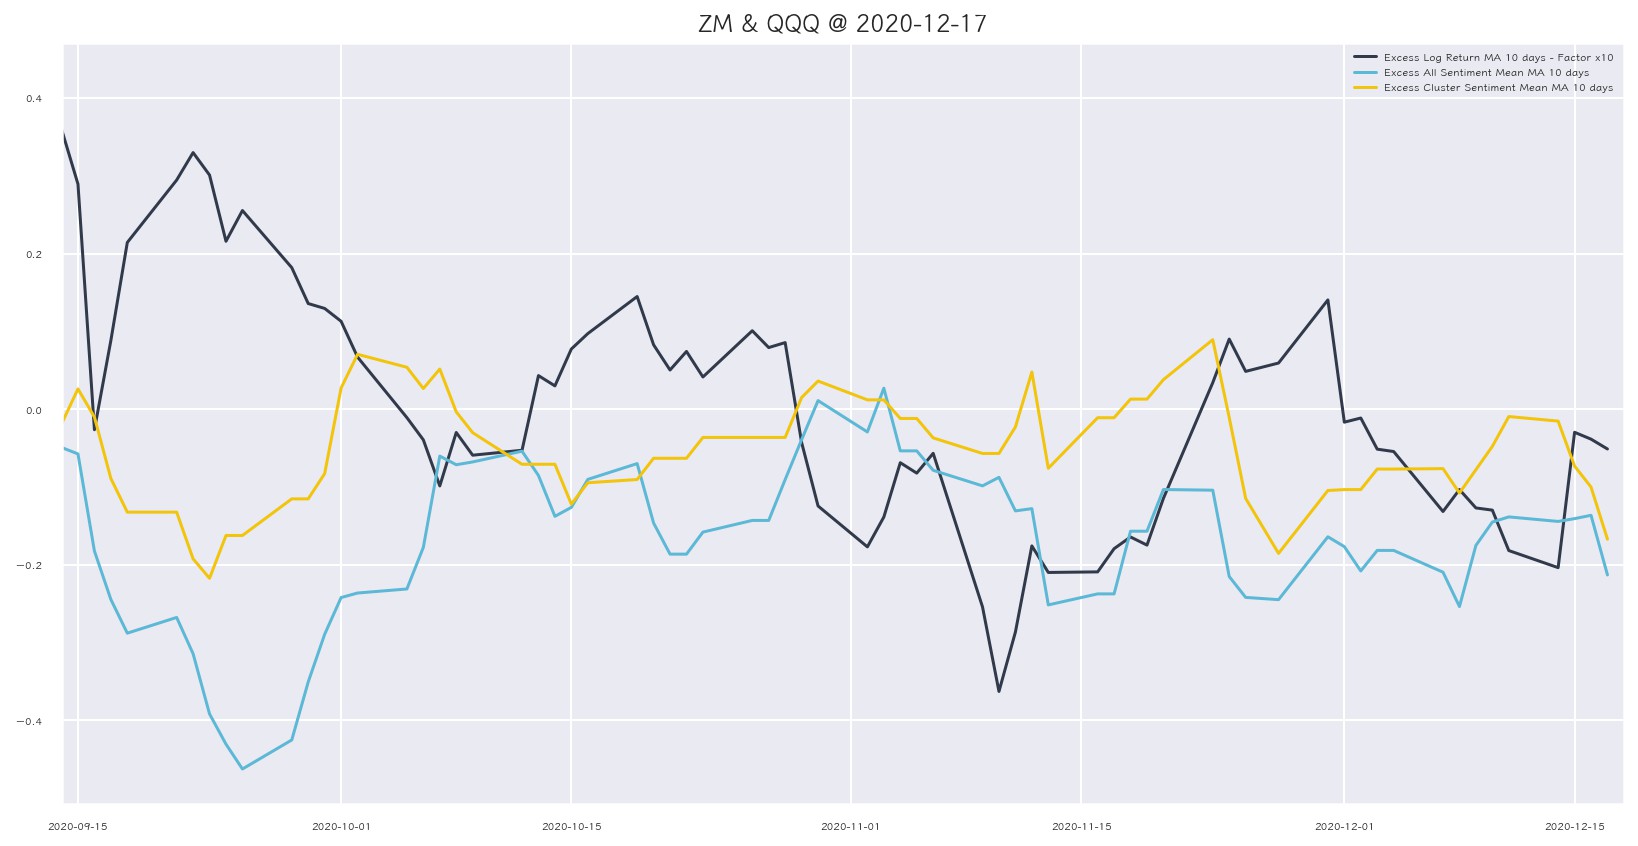 ZM & QQQ @ 2020-12-17
Excess Log Return MA 10 days - Factor x10
Excess All Sentiment Mean MA 10 days
Excess Cluster Sentiment Mean MA 10 days
0.4
0.2
0.0
−0.2
−0.4
2020-09-15 2020-10-01 2020-10-15 2020-11-01 2020-11-15 2020-12-01 2020-12-15